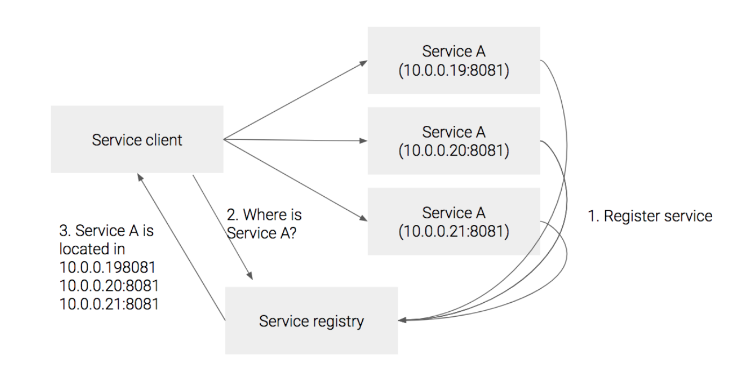 Service A
(10.0.0.19:8081)
Service A
(10.0.0.20:8081)
Service A
(10.0.0.21:8081)
Service client
1. Register service
2. Where is
Service A?
3. Service A is
located in
10.0.0.198081
10.0.0.20:8081
10.0.0.21:8081
Service registry